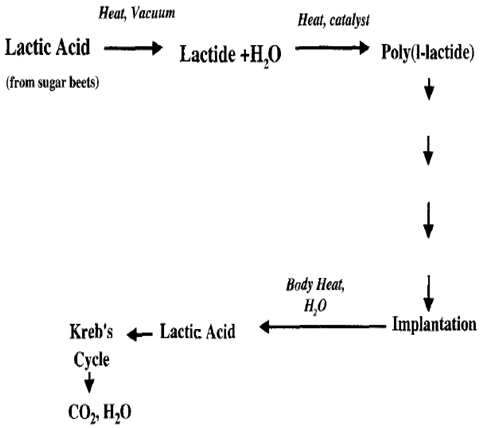 Heat, Vacuum
Heat, catalyst
Lactic Acid
Lactide +H₂O
Poly(l-lactide)
(from sugar beets)
Body Heat,
H₂O
Implantation
Lactic Acid
Kreb's
Cycle
CO₂, H₂O